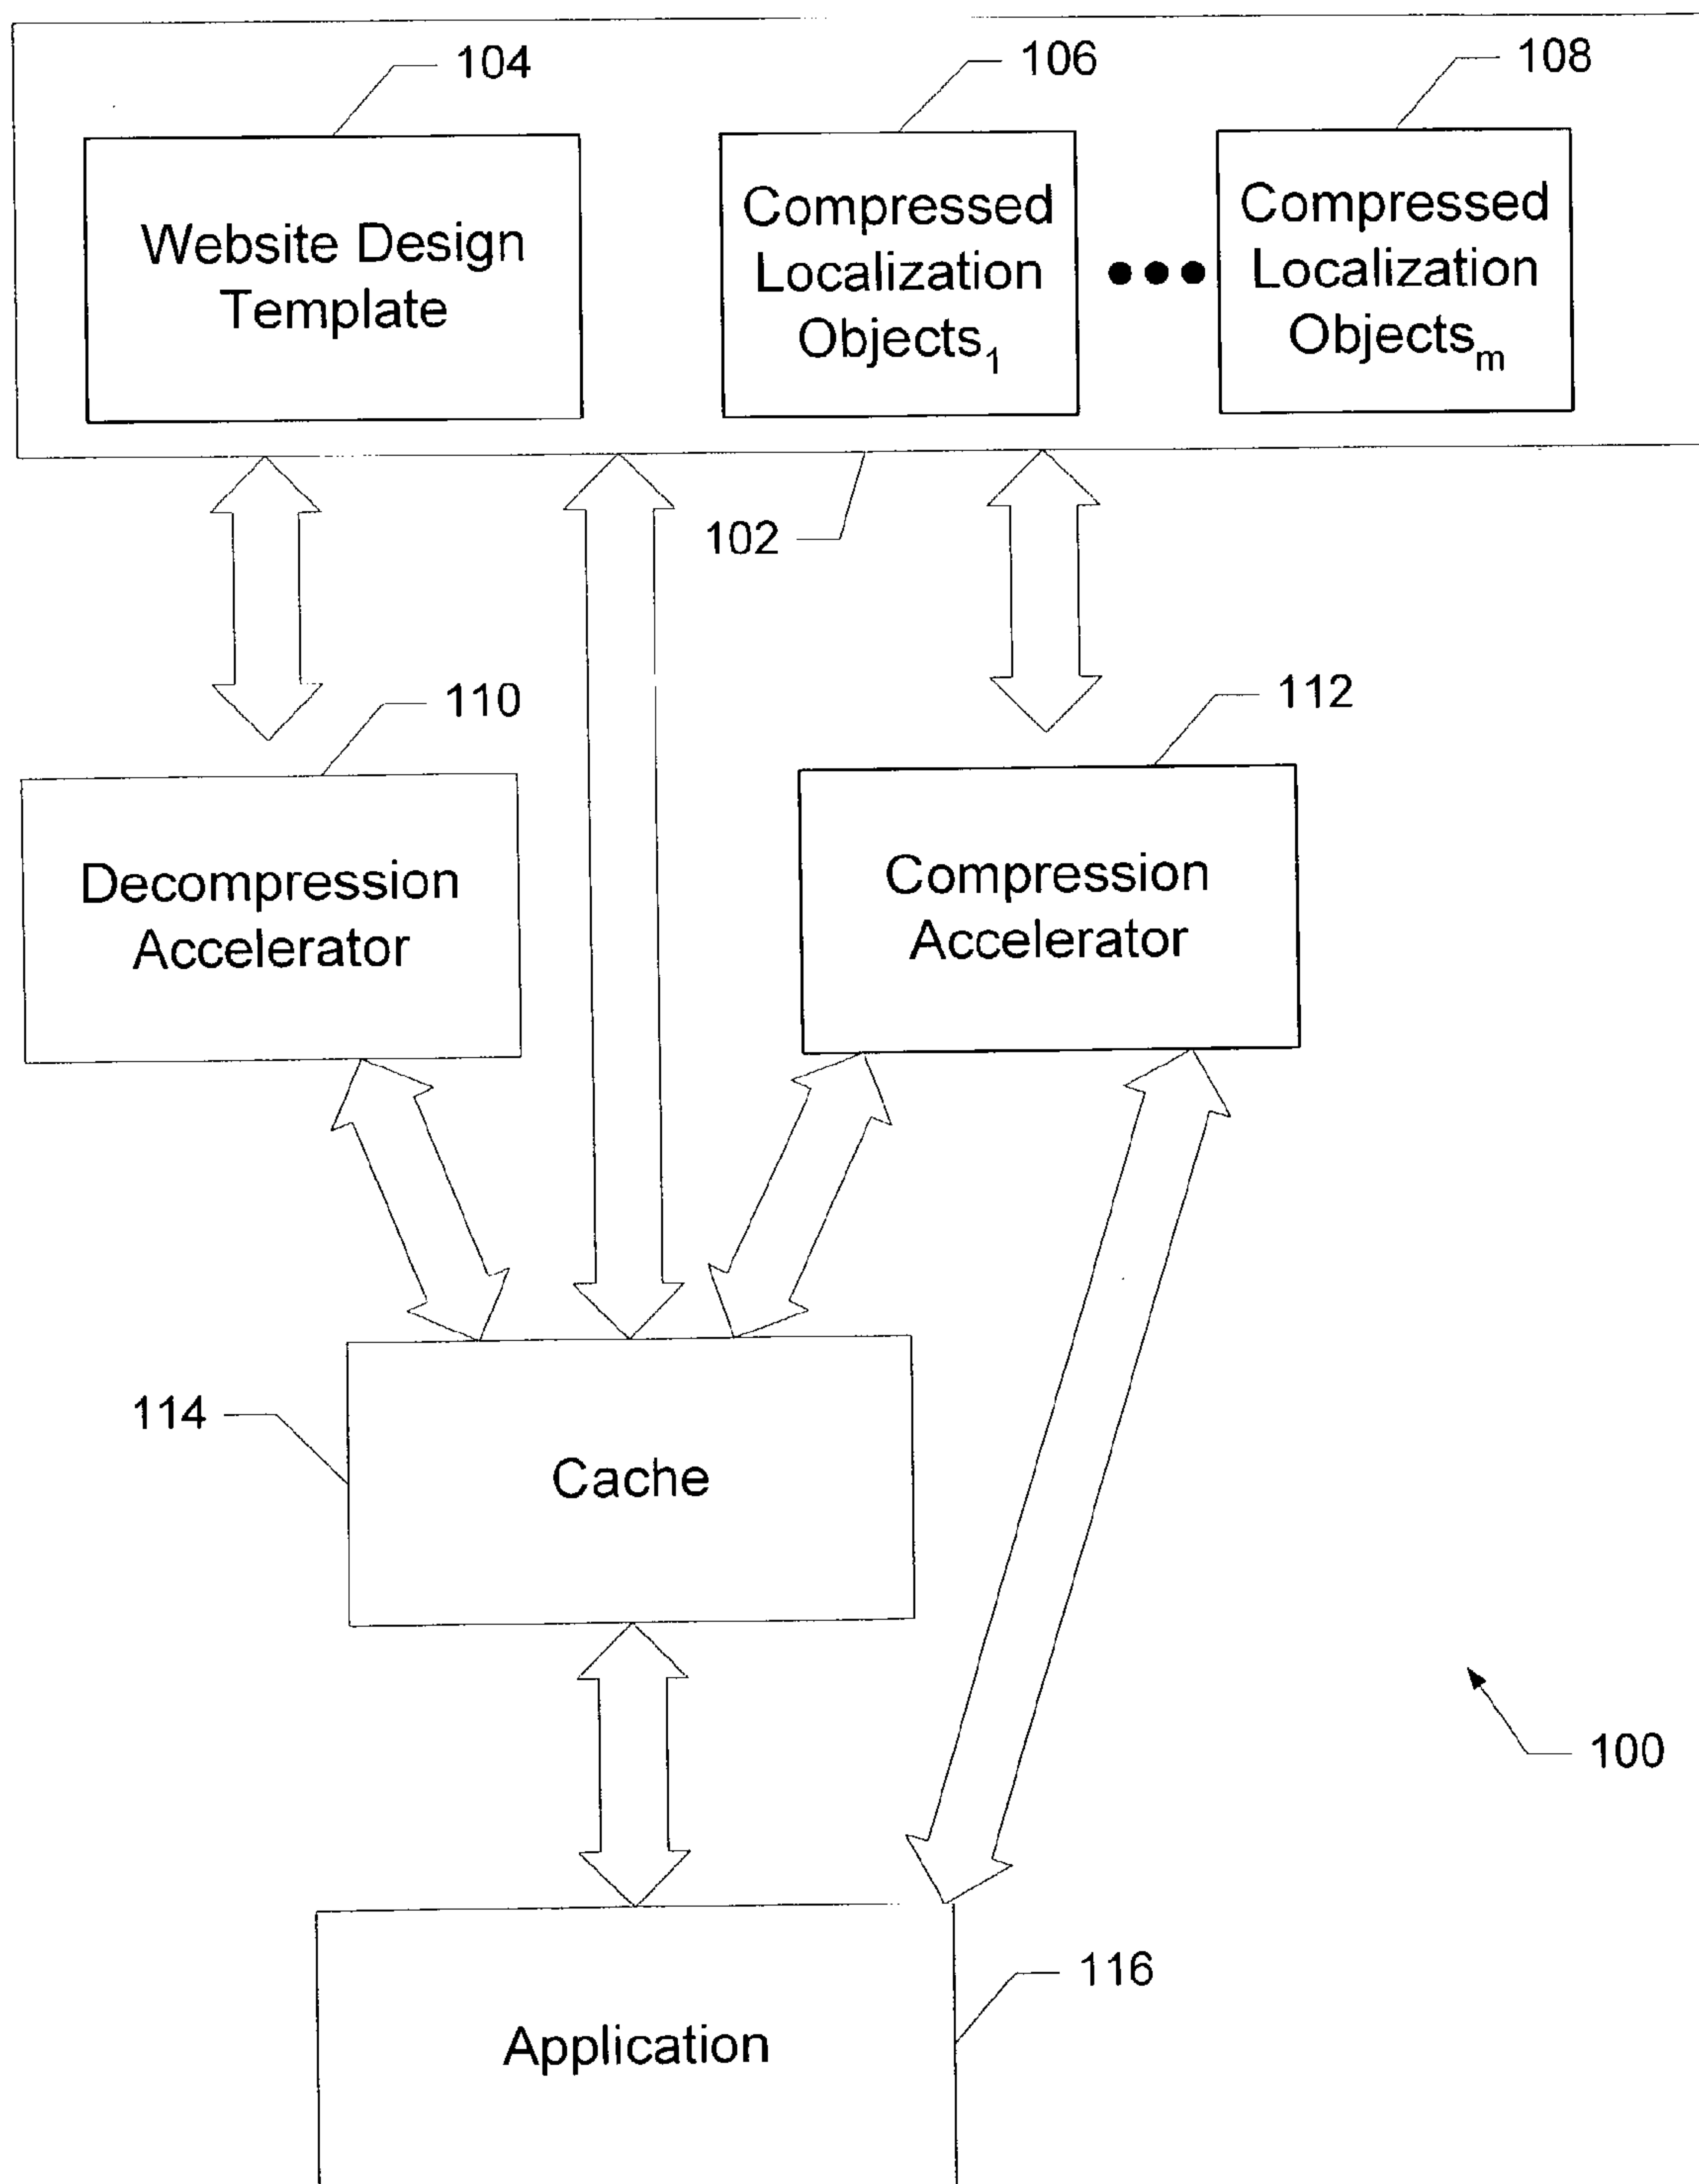 104
106
108
Website Design
Template
Compressed
Localization
Objects₁
Compressed
Localization
Objectsₘ
102
110
112
Decompression
Accelerator
Compression
Accelerator
114
Cache
100
116
Application